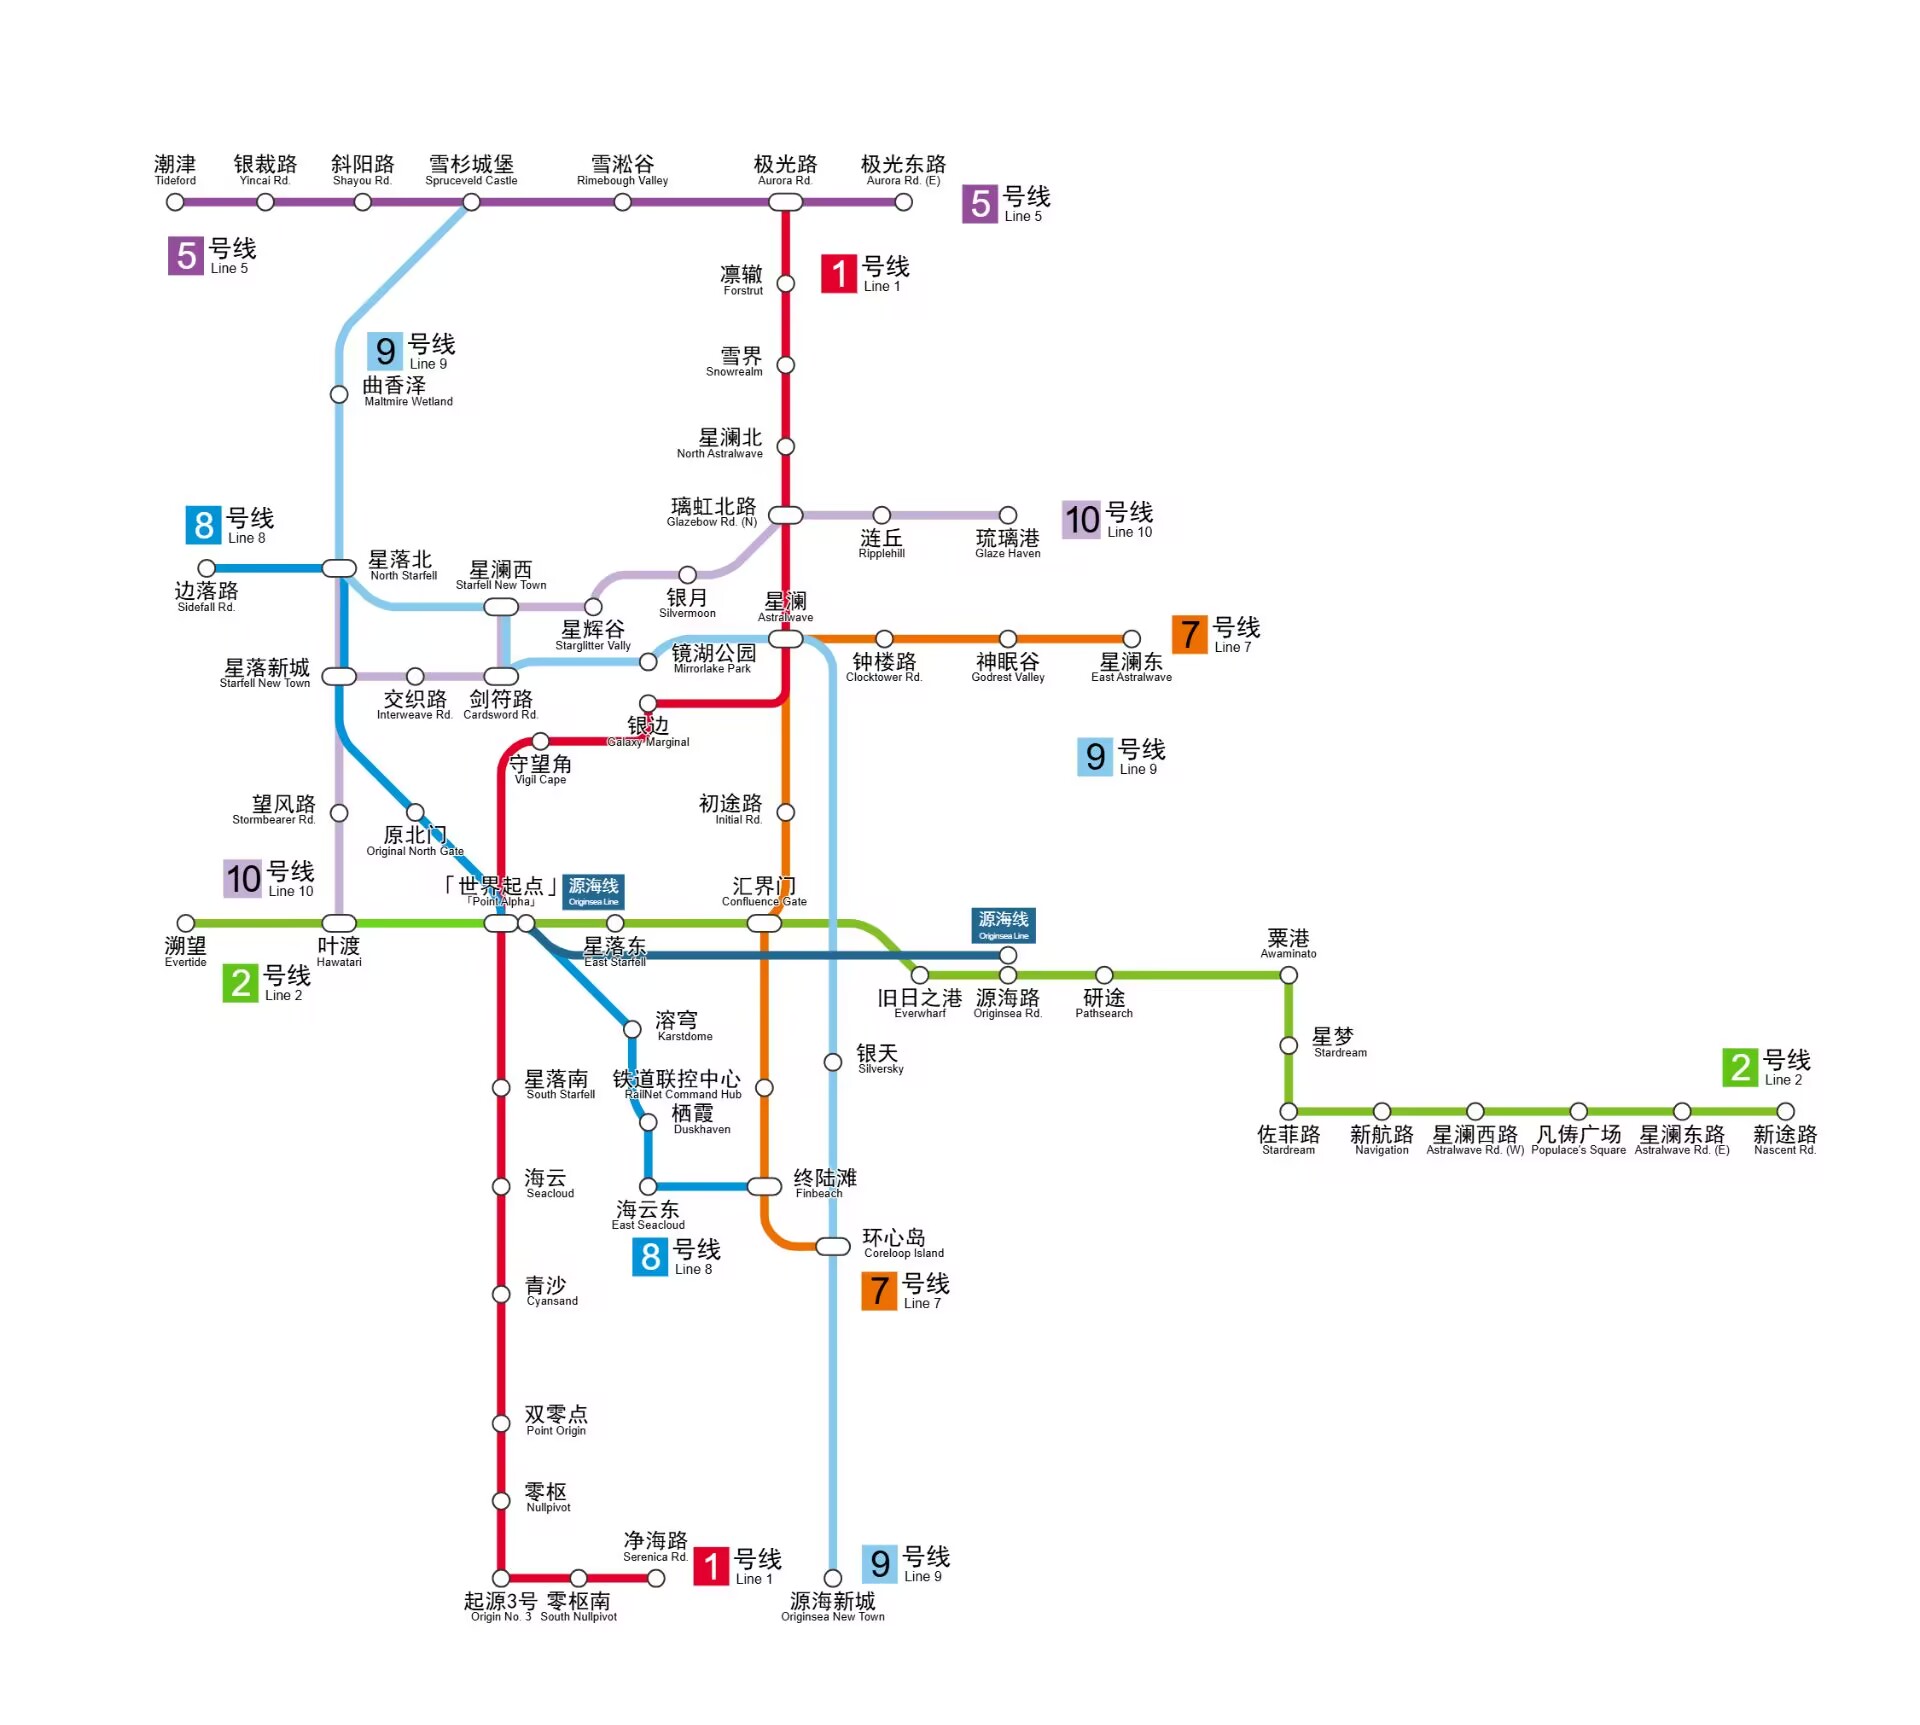 潮津
Tideford
银裁路
Yincai Rd.
斜阳路
Shayou Rd.
雪杉城堡
Spruceveld Castle
雪淞谷
Rimebough Valley
极光路
Aurora Rd.
极光东路
Aurora Rd. (E)
5 号线
Line 5
5 号线
Line 5
凛辙
Forstrut
1 号线
Line 1
9 号线
Line 9
雪界
Snowrealm
曲香泽
Maltmire Wetland
星澜北
North Astralwave
8 号线
Line 8
璃虹北路
Glazebow Rd. (N)
涟丘
Ripplehill
琉璃港
Glaze Haven
10 号线
Line 10
边落路
Sidefall Rd.
星落北
North Starfell
星澜西
Starfell New Town
星辉谷
Starglitter Vally
银月
Silvermoon
星澜
Astralwave
镜湖公园
Mirrorlake Park
钟楼路
Clocktower Rd.
神眠谷
Godrest Valley
星澜东
East Astralwave
7 号线
Line 7
星落新城
Starfell New Town
交织路
Interweave Rd.
剑符路
Cardsword Rd.
银边
Galaxy Marginal
守望角
Vigil Cape
9 号线
Line 9
望风路
Stormbearer Rd.
原北门
Original North Gate
初途路
Initial Rd.
10 号线
Line 10
「世界起点」
「Point Alpha」
源海线
Originsea Line
汇界门
Confluence Gate
源海线
Originsea Line
溯望
Evertide
叶渡
Hawatari
星落东
East Starfell
2 号线
Line 2
旧日之港
Everwharf
源海路
Originsea Rd.
研途
Pathsearch
粟港
Awaminato
星梦
Stardream
2 号线
Line 2
佐菲路
Stardream
新航路
Navigation
星澜西路
Astralwave Rd. (W)
凡俦广场
Populace's Square
星澜东路
Astralwave Rd. (E)
新途路
Nascent Rd.
溶穹
Karstdome
银天
Silversky
星落南
South Starfell
铁道联控中心
RailNet Command Hub
栖霞
Duskhaven
海云
Seacloud
海云东
East Seacloud
终陆滩
Finbeach
8 号线
Line 8
环心岛
Coreloop Island
7 号线
Line 7
青沙
Cyansand
双零点
Point Origin
零枢
Nullpivot
净海路
Serenica Rd.
1 号线
Line 1
9 号线
Line 9
起源3号
Origin No. 3
零枢南
South Nullpivot
源海新城
Originsea New Town